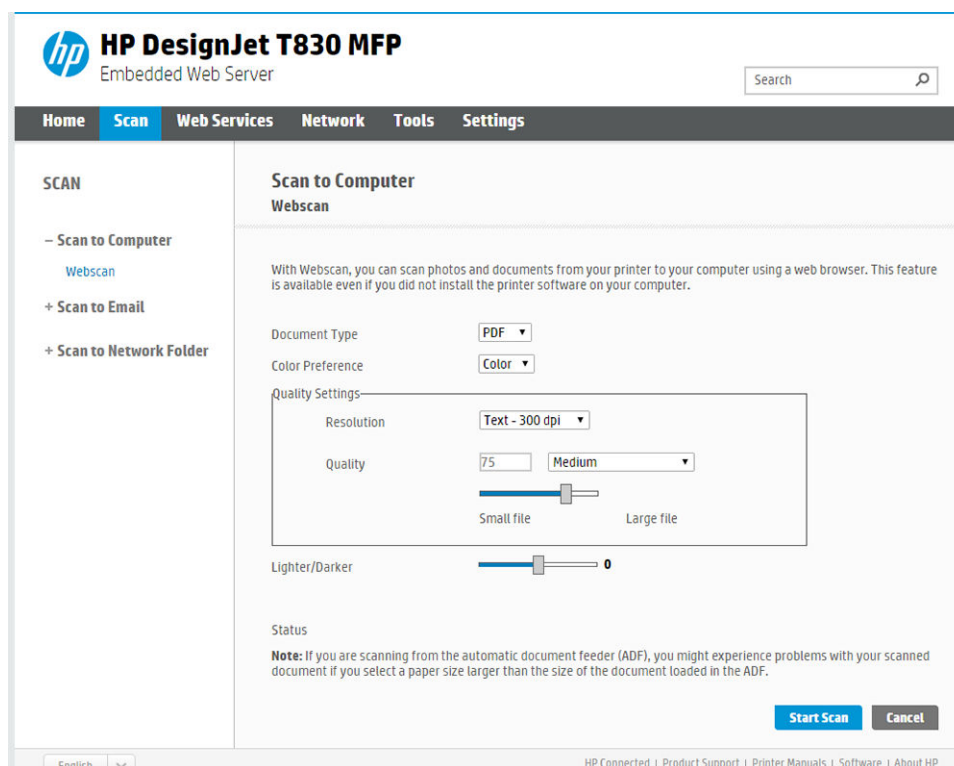 hp
HP DesignJet T830 MFP
Embedded Web Server
Search
Home Scan Web Services Network Tools Settings
SCAN
– Scan to Computer
Webscan
+ Scan to Email
+ Scan to Network Folder
Scan to Computer
Webscan
With Webscan, you can scan photos and documents from your printer to your computer using a web browser. This feature
is available even if you did not install the printer software on your computer.
Document Type PDF
Color Preference Color
Quality Settings
Resolution Text - 300 dpi
Quality 75 Medium
Small file Large file
Lighter/Darker 0
Status
Note: If you are scanning from the automatic document feeder (ADF), you might experience problems with your scanned
document if you select a paper size larger than the size of the document loaded in the ADF.
Start Scan Cancel
English HP Connected | Product Support | Printer Manuals | Software | About HP